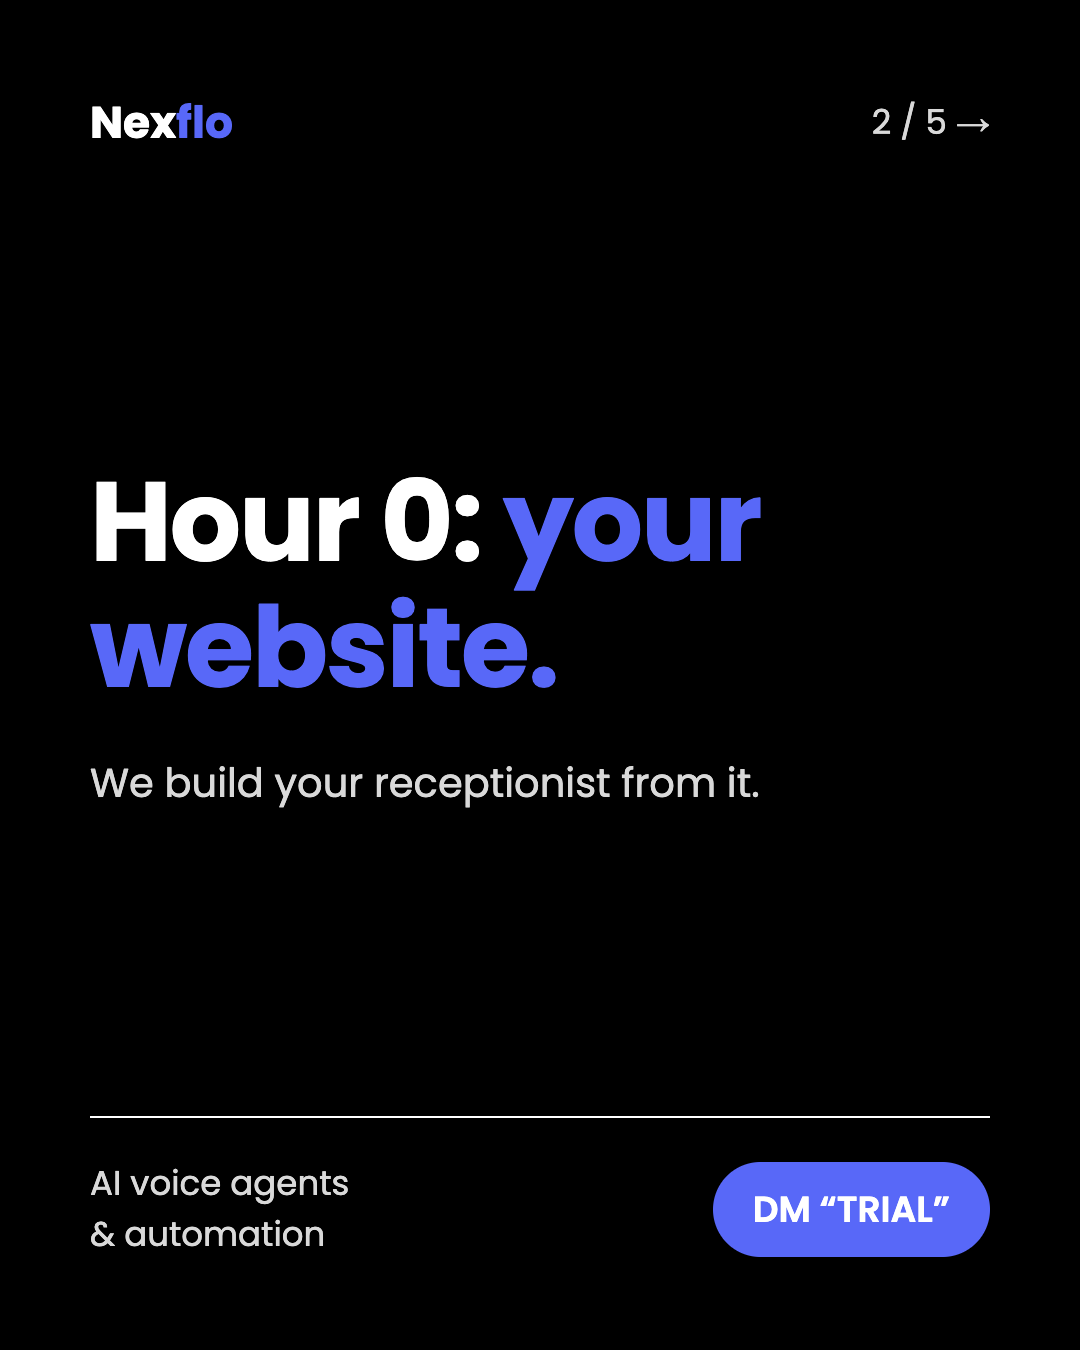 Nexflo
2 / 5 →
Hour 0: your
website.
We build your receptionist from it.
AI voice agents
& automation
DM “TRIAL”